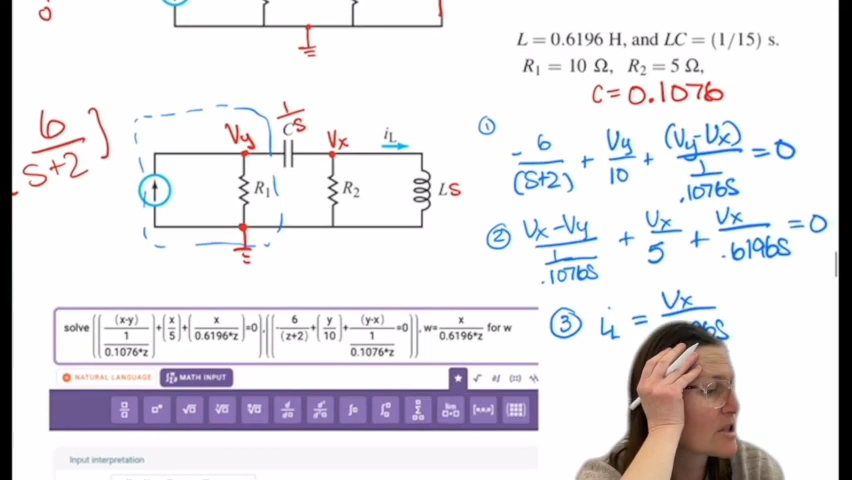 L = 0.6196 H, and LC = (1/15) s.
R₁ = 10 Ω, R₂ = 5 Ω,
C = 0.1076
6
S+2
Vy
1
CS
Vx
i_L
R₁
R₂
LS
① -6/(S+2) + Vy/10 + (Vy-Vx)/(1/.1076S) = 0
② Vx-Vy/(1/.1076S) + Vx/5 + Vx/.6196S = 0
③ i_L = Vx
solve (((x-y)/(1/(0.1076*z))+(x/5)+(x/(0.6196*z))=0),(-(6/(z+2))+(y/10)+((y-x)/(1/(0.1076*z)))=0)), w=x/(0.6196*z) for w
NATURAL LANGUAGE
MATH INPUT
Input interpretation